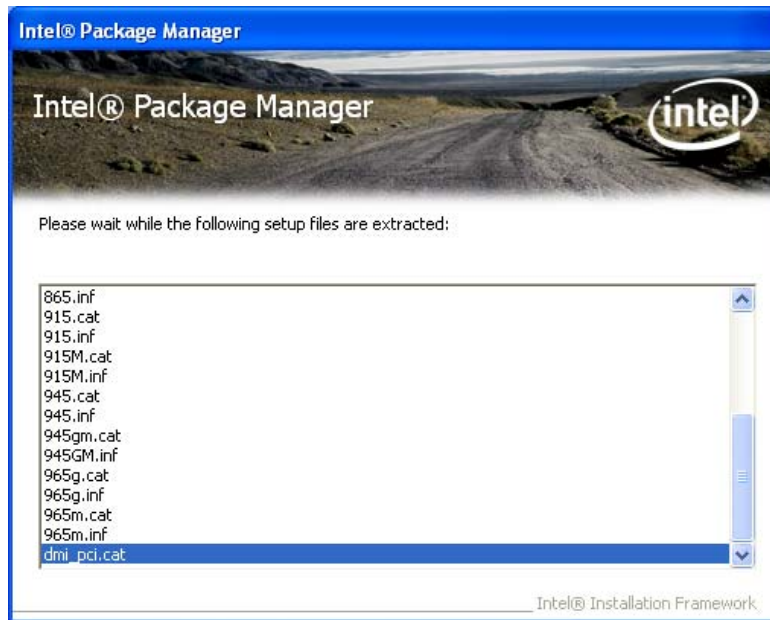 Intel® Package Manager
Intel® Package Manager
intel
Please wait while the following setup files are extracted:
865.inf
915.cat
915.inf
915M.cat
915M.inf
945.cat
945.inf
945gm.cat
945GM.inf
965g.cat
965g.inf
965m.cat
965m.inf
dmi_pci.cat
Intel® Installation Framework